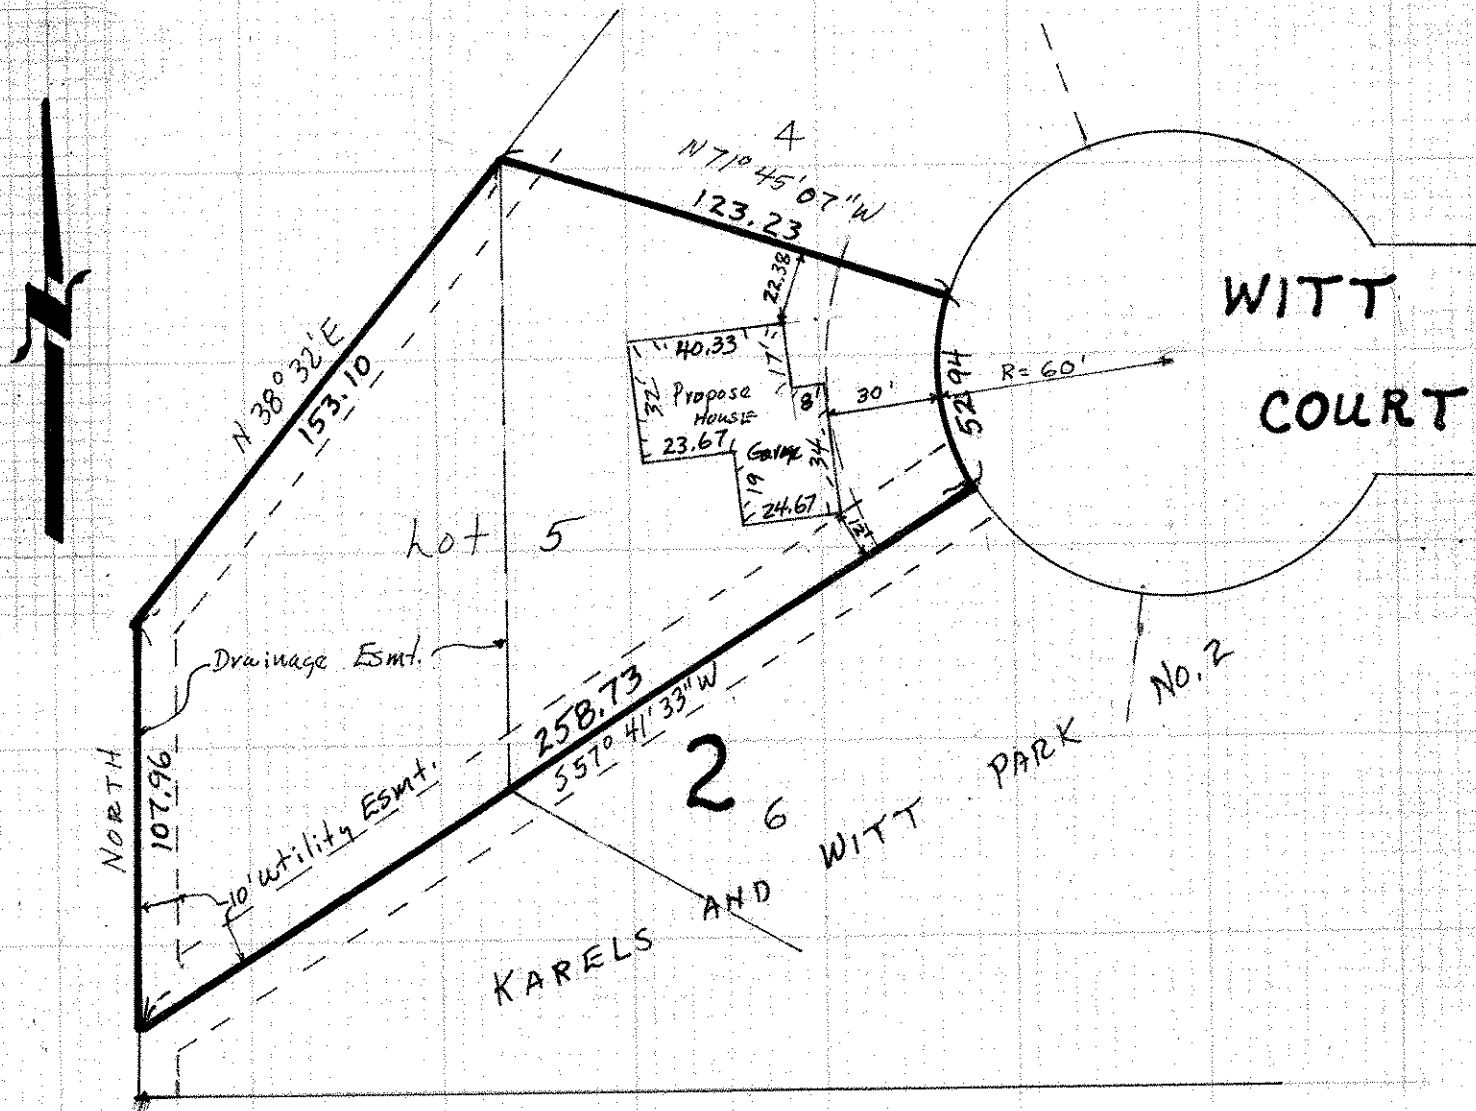 N
4
N 71° 45' 07" W
123.23
22.38
N 38° 32' E
153.10
40.33'
17'
32'
Propose
House
8'
30'
R = 60'
52.94
WITT
COURT
23.67
Garage
34'
19
24.67
12'
Lot 5
Drainage Esmt.
258.73
S 57° 41' 33" W
NORTH
107.96
10' Utility Esmt.
2
6
KARELS AND WITT PARK No. 2